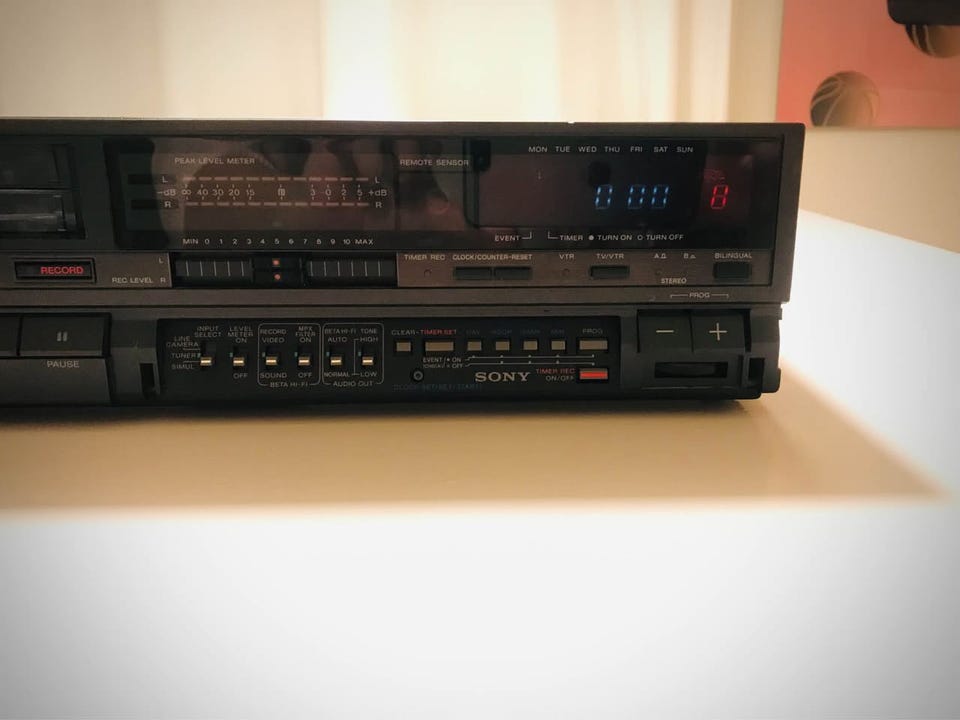 MON TUE WED THU FRI SAT SUN
PEAK LEVEL METER
REMOTE SENSOR
L L
-dB ∞ 40 30 20 15 3 0 2 5 +dB
R R
0 00 8
MIN 0 1 2 3 4 5 6 7 8 9 10 MAX
EVENT TIMER ● TURN ON ○ TURN OFF
L
REC LEVEL R
RECORD
TIMER REC CLOCK/COUNTER-RESET VTR TV/VTR BILINGUAL
STEREO
PROG
PAUSE
INPUT SELECT
LINE
CAMERA
TUNER
SIMUL
LEVEL METER
ON
OFF
RECORD
VIDEO
SOUND
MPX FILTER
ON
OFF
BETA HI-FI
BETA HI-FI
AUTO
NORMAL
TONE
HIGH
LOW
AUDIO OUT
CLEAR-TIMER SET PROG
EVENT/● ON
OFF
SONY
TIMER REC
ON/OFF
− +